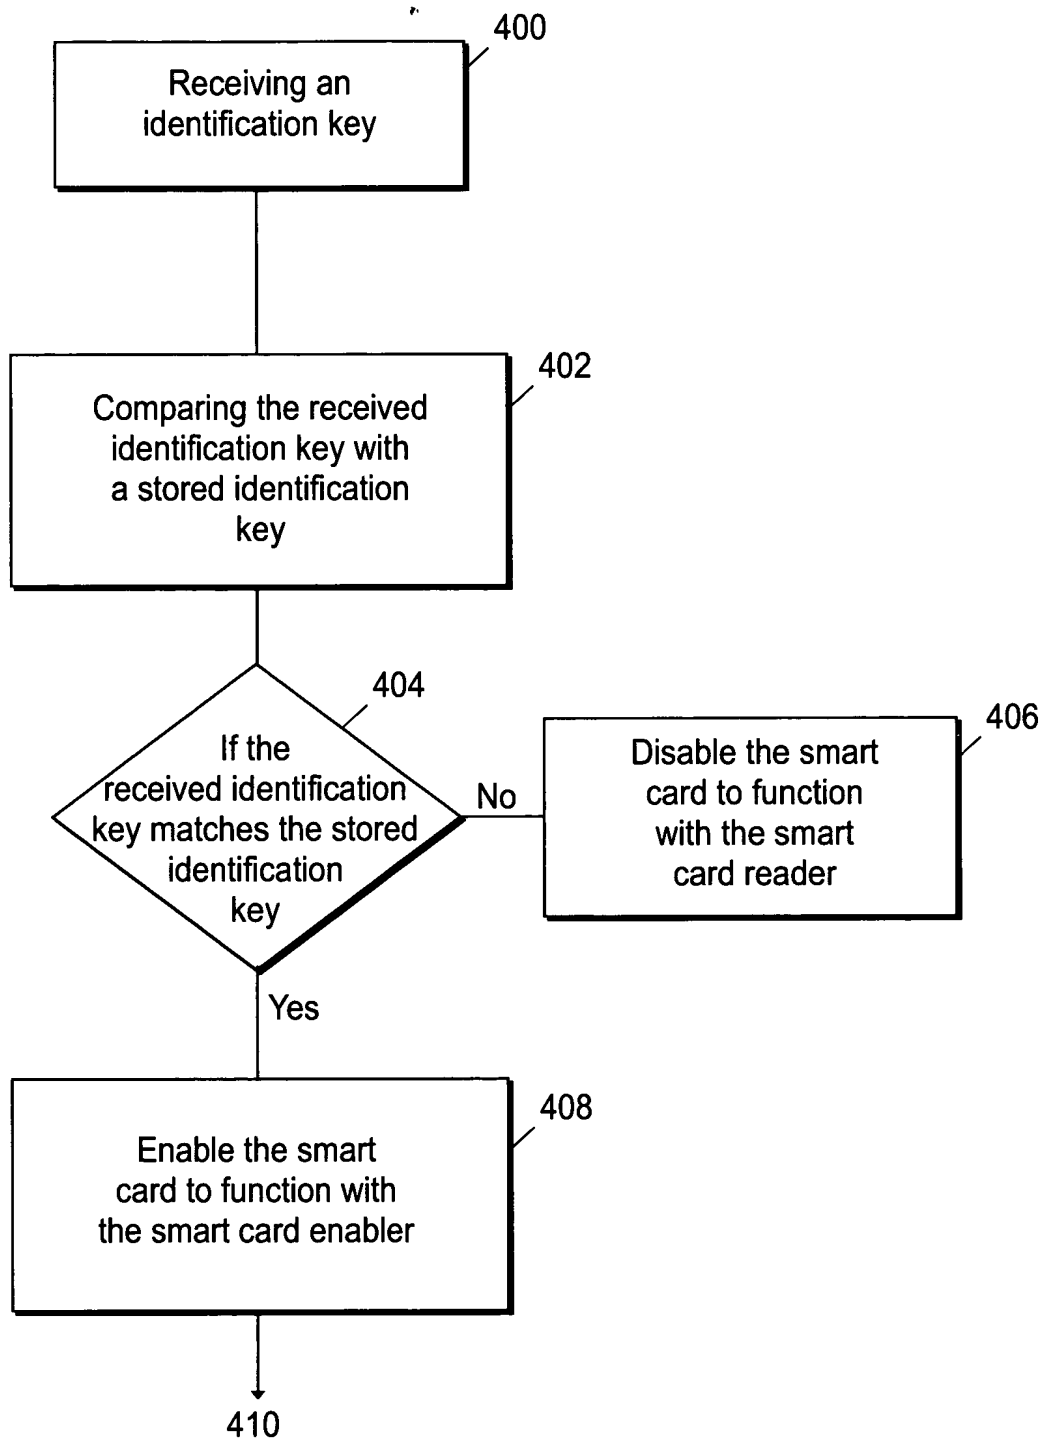 400
Receiving an
identification key
402
Comparing the received
identification key with
a stored identification
key
404
If the
received identification
key matches the stored
identification
key
No
406
Disable the smart
card to function
with the smart
card reader
Yes
408
Enable the smart
card to function with
the smart card enabler
410